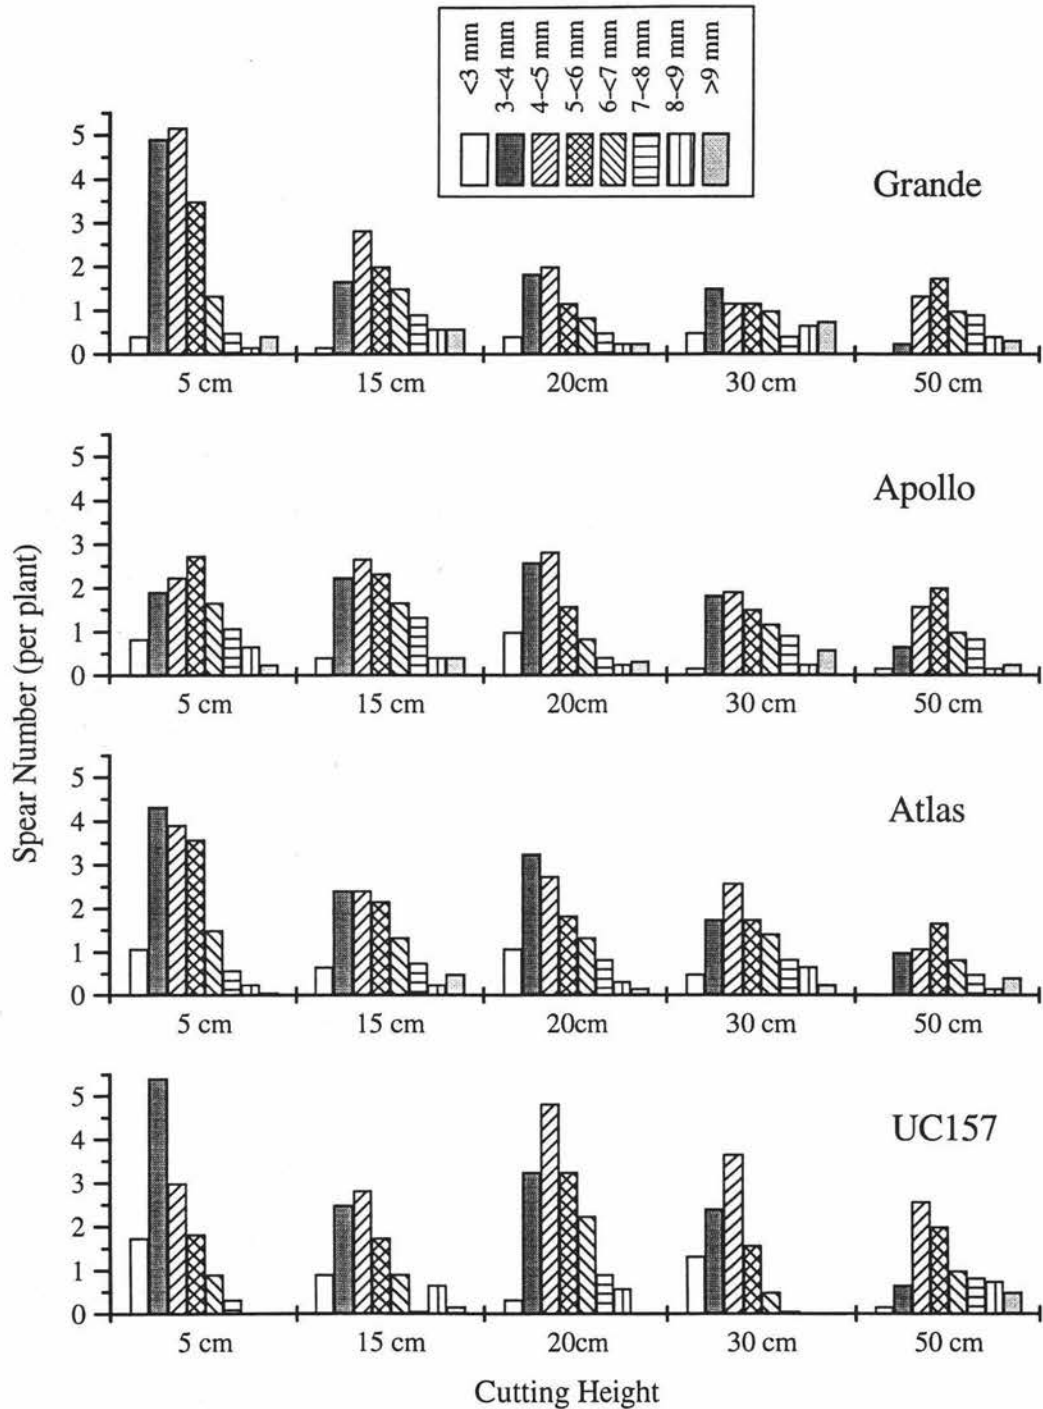 <3 mm
3-<4 mm
4-<5 mm
5-<6 mm
6-<7 mm
7-<8 mm
8-<9 mm
>9 mm
Grande
5
4
3
2
1
0
5 cm 15 cm 20cm 30 cm 50 cm
Apollo
5
4
3
2
1
0
5 cm 15 cm 20cm 30 cm 50 cm
Spear Number (per plant)
Atlas
5
4
3
2
1
0
5 cm 15 cm 20cm 30 cm 50 cm
UC157
5
4
3
2
1
0
5 cm 15 cm 20cm 30 cm 50 cm
Cutting Height